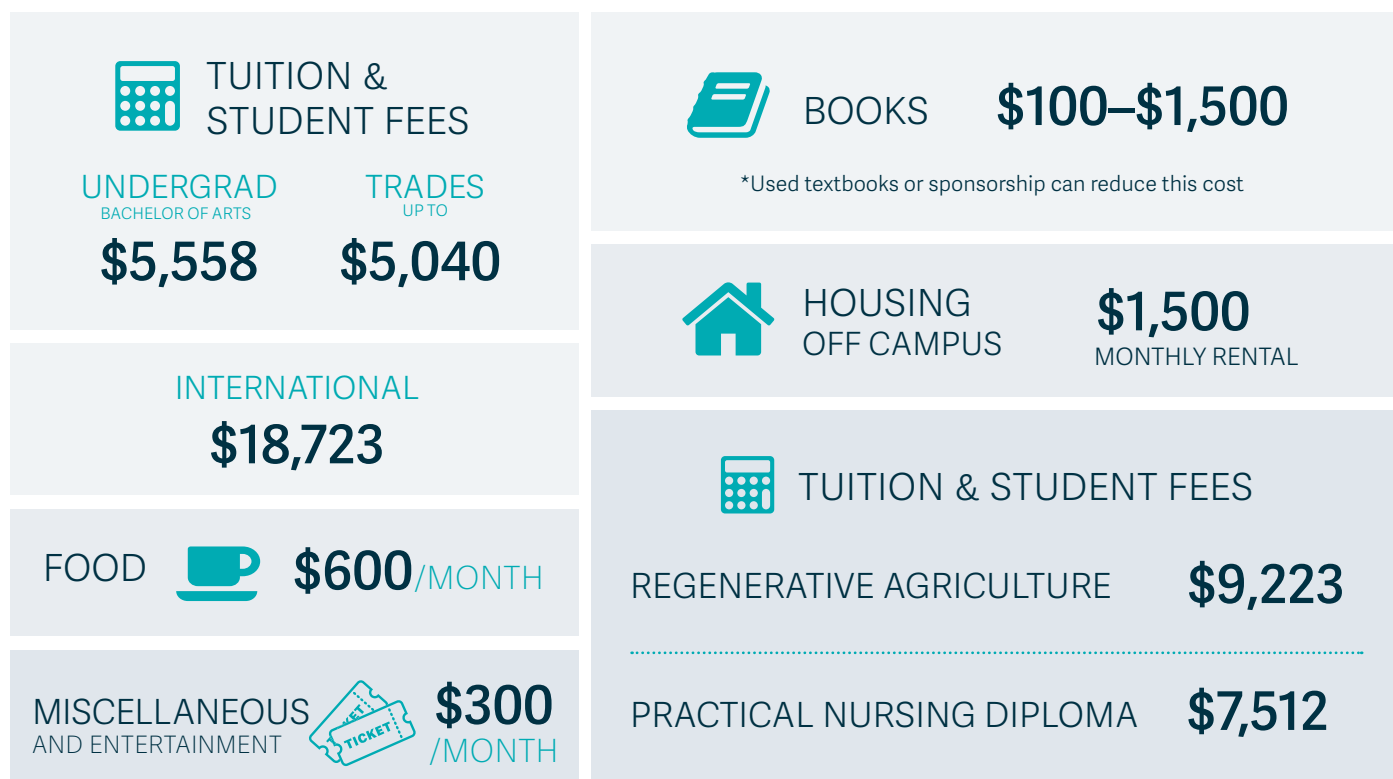 TUITION &
STUDENT FEES
UNDERGRAD
BACHELOR OF ARTS
$5,558
TRADES
UP TO
$5,040
INTERNATIONAL
$18,723
FOOD
$600/MONTH
MISCELLANEOUS
AND ENTERTAINMENT
KET
TICKET
$300
/MONTH
BOOKS
$100–$1,500
*Used textbooks or sponsorship can reduce this cost
HOUSING
OFF CAMPUS
$1,500
MONTHLY RENTAL
TUITION & STUDENT FEES
REGENERATIVE AGRICULTURE
$9,223
PRACTICAL NURSING DIPLOMA
$7,512